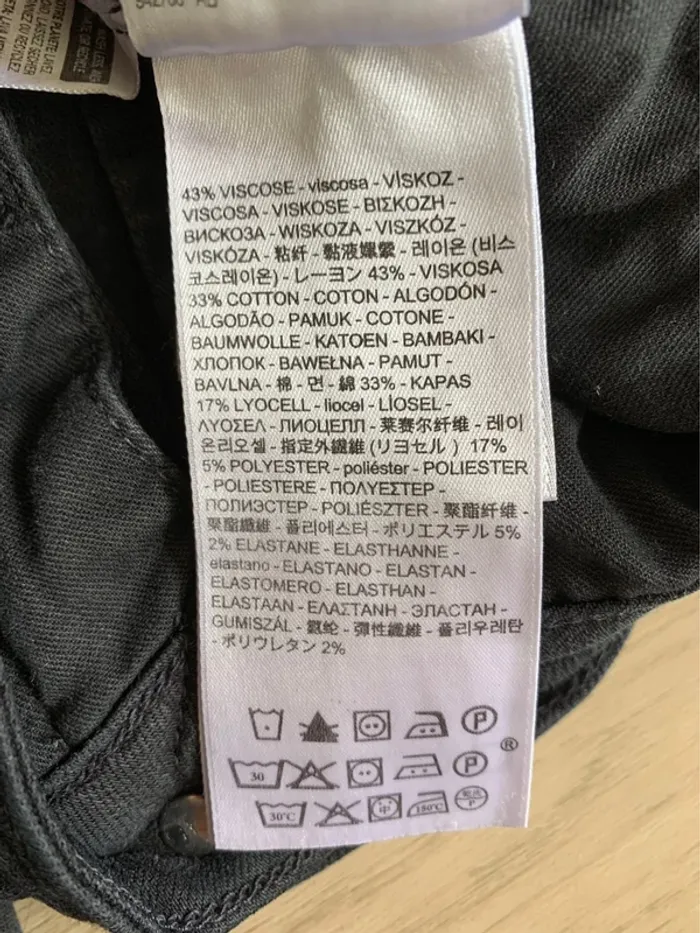 43% VISCOSE - viscosa - VİSKOZ -
VISCOSA - VISKOSE - ΒΙΣΚΟΖΗ -
ВИСКОЗА - WISKOZA - VISZKÓZ -
VISKÓZA - 粘纤 - 黏液嫘縈 - 레이온 (비스
코스레이온) - レーヨン 43% - VISKOSA
33% COTTON - COTON - ALGODÓN -
ALGODÃO - PAMUK - COTONE -
BAUMWOLLE - KATOEN - BAMBAKI -
ХЛОПОК - BAWEŁNA - PAMUT -
BAVLNA - 棉 - 면 - 綿 33% - KAPAS
17% LYOCELL - liocel - LİOSEL -
ΛΥΟΣΕΛ - ЛИОЦЕЛЛ - 莱赛尔纤维 - 레이
온리오셀 - 指定外繊維 (リヨセル ) 17%
5% POLYESTER - poliéster - POLIESTER
- POLIESTERE - ΠΟΛΥΕΣΤΕΡ -
ПОЛИЭСТЕР - POLIÉSZTER - 聚酯纤维 -
聚酯纖維 - 폴리에스터 - ポリエステル 5%
2% ELASTANE - ELASTHANNE -
elastano - ELASTANO - ELASTAN -
ELASTOMERO - ELASTHAN -
ELASTAAN - ΕΛΑΣΤΑΝΗ - ЭЛАСТАН -
GUMISZÁL - 氨纶 - 彈性纖維 - 폴리우레탄
- ポリウレタン 2%
P
30 P ®
30°C 中 150°C P